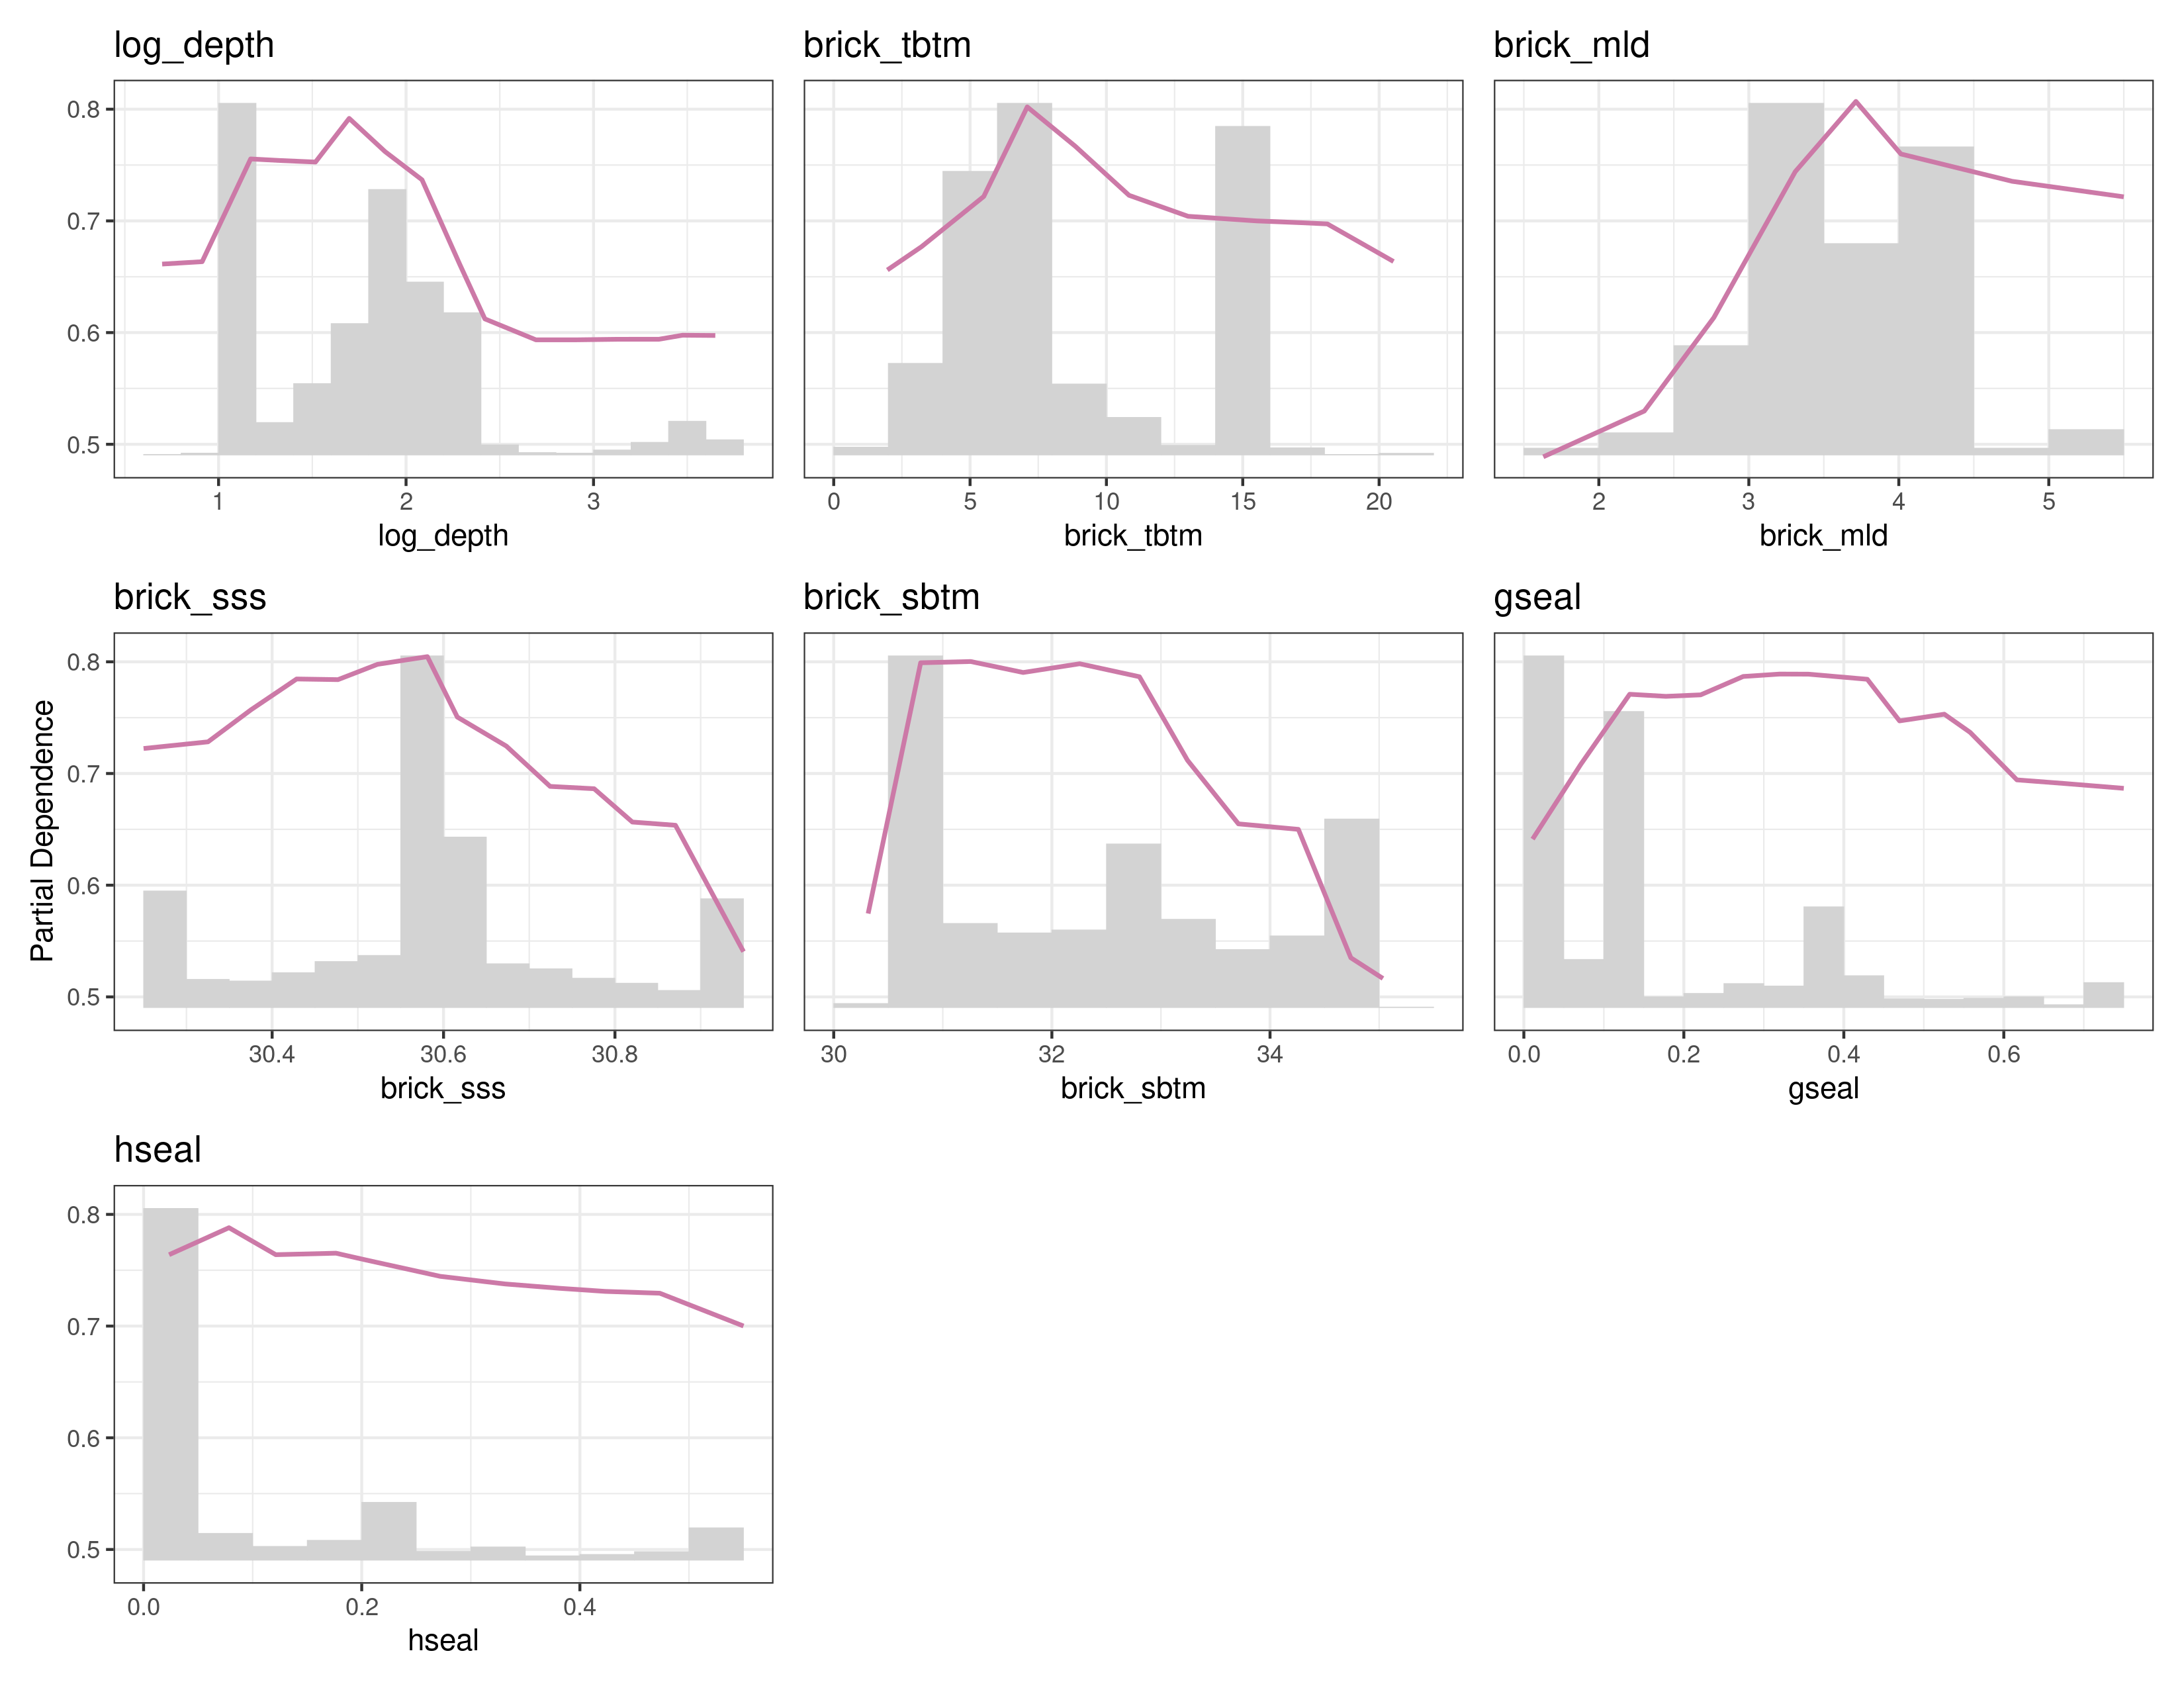 log_depth
brick_tbtm
brick_mld
0.8
0.7
0.6
0.5
1 2 3
0 5 10 15 20
2 3 4 5
log_depth
brick_tbtm
brick_mld
brick_sss
brick_sbtm
gseal
Partial Dependence
0.8
0.7
0.6
0.5
30.4 30.6 30.8
30 32 34
0.0 0.2 0.4 0.6
brick_sss
brick_sbtm
gseal
hseal
0.8
0.7
0.6
0.5
0.0 0.2 0.4
hseal